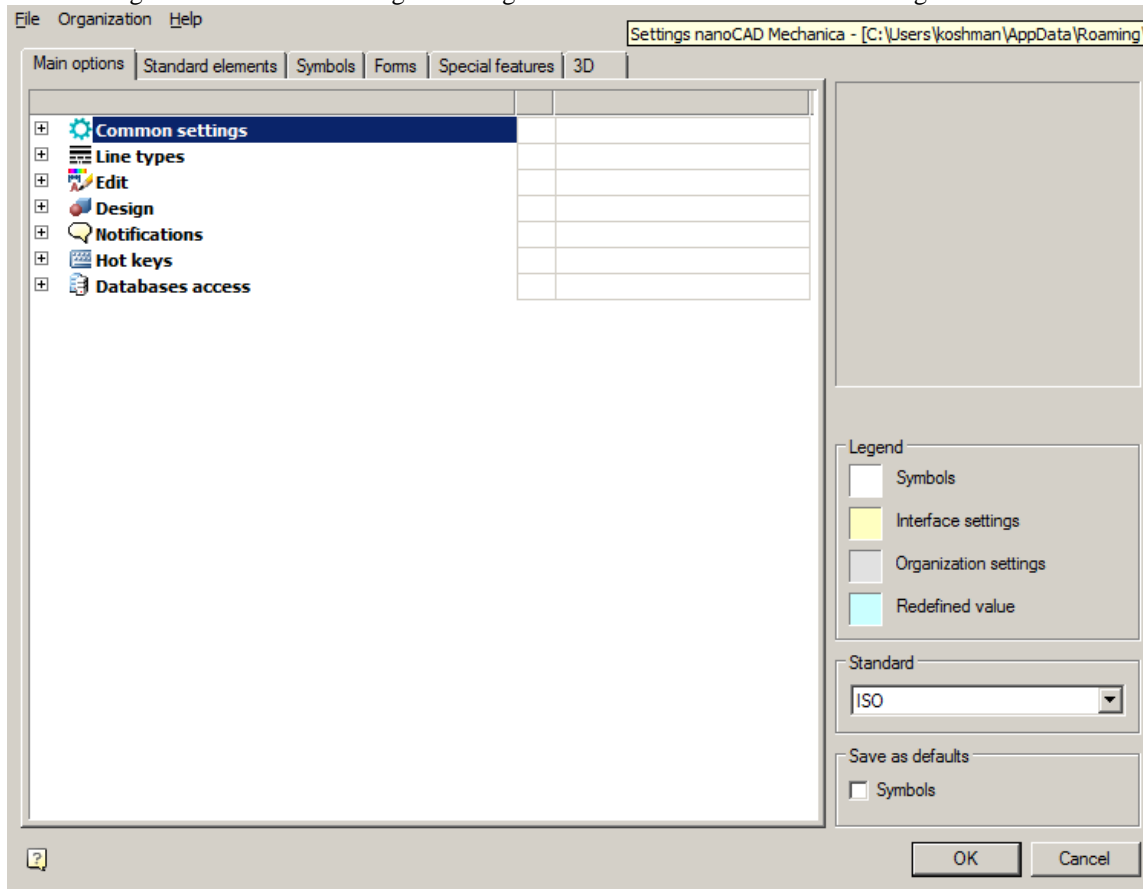 File Organization Help
Settings nanoCAD Mechanica - [C:\Users\koshman\AppData\Roaming\
Main options Standard elements Symbols Forms Special features 3D
Common settings
Line types
Edit
Design
Notifications
Hot keys
Databases access
Legend
Symbols
Interface settings
Organization settings
Redefined value
Standard
ISO
Save as defaults
Symbols
OK Cancel